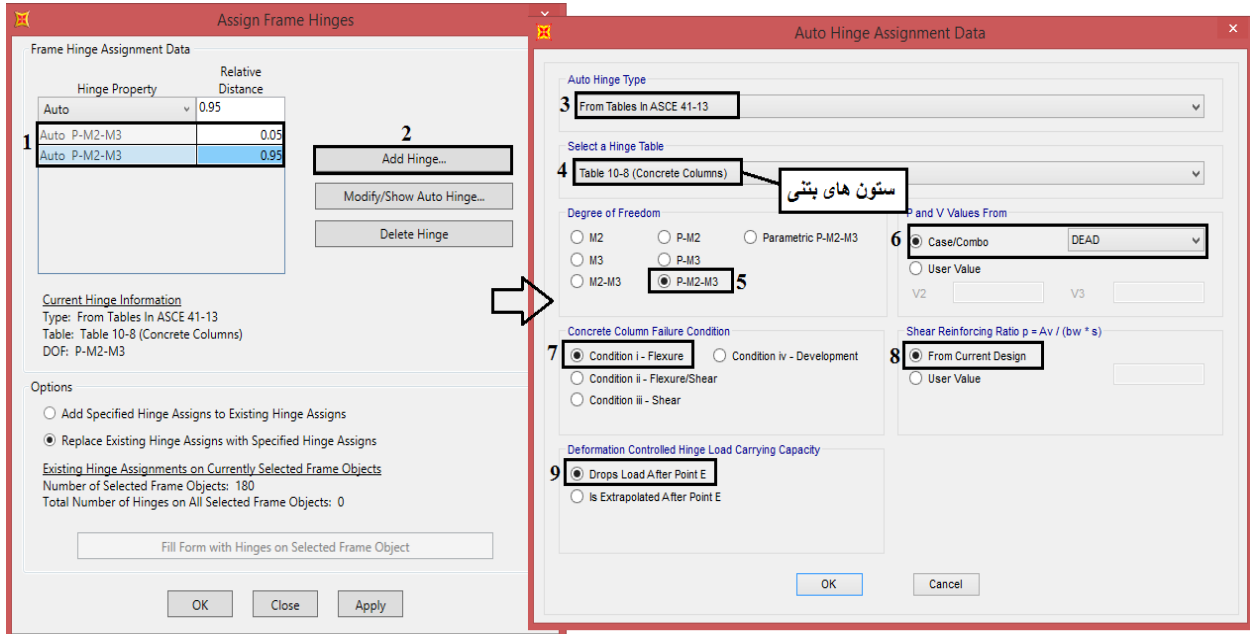 Assign Frame Hinges
Frame Hinge Assignment Data
Hinge Property
Relative Distance
Auto
0.95
1
Auto P-M2-M3 0.05
Auto P-M2-M3 0.95
2
Add Hinge...
Modify/Show Auto Hinge...
Delete Hinge
Current Hinge Information
Type: From Tables In ASCE 41-13
Table: Table 10-8 (Concrete Columns)
DOF: P-M2-M3
Options
Add Specified Hinge Assigns to Existing Hinge Assigns
Replace Existing Hinge Assigns with Specified Hinge Assigns
Existing Hinge Assignments on Currently Selected Frame Objects
Number of Selected Frame Objects: 180
Total Number of Hinges on All Selected Frame Objects: 0
Fill Form with Hinges on Selected Frame Object
OK Close Apply
Auto Hinge Assignment Data
Auto Hinge Type
3 From Tables In ASCE 41-13
Select a Hinge Table
4 Table 10-8 (Concrete Columns)
ستون های بتنی
Degree of Freedom
M2 P-M2 Parametric P-M2-M3
M3 P-M3
M2-M3 P-M2-M3 5
P and V Values From
6 Case/Combo DEAD
User Value
V2 V3
Concrete Column Failure Condition
7 Condition i - Flexure Condition iv - Development
Condition ii - Flexure/Shear
Condition iii - Shear
Shear Reinforcing Ratio p = Av / (bw * s)
8 From Current Design
User Value
Deformation Controlled Hinge Load Carrying Capacity
9 Drops Load After Point E
Is Extrapolated After Point E
OK Cancel